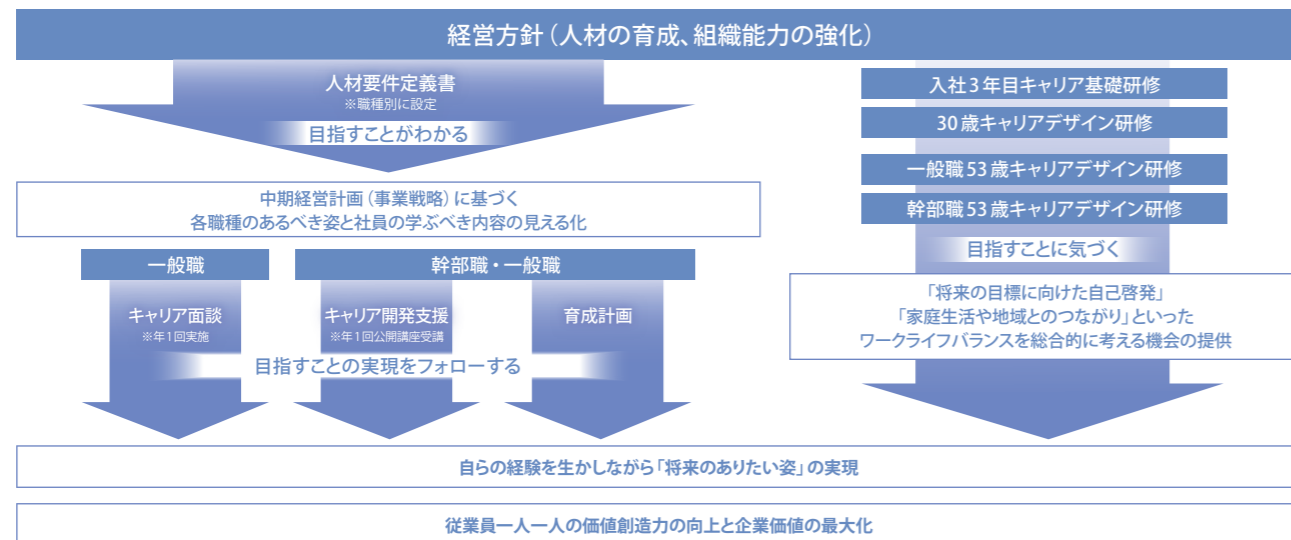 経営方針（人材の育成、組織能力の強化）
人材要件定義書
※職種別に設定
目指すことがわかる
中期経営計画（事業戦略）に基づく
各職種のあるべき姿と社員の学ぶべき内容の見える化
一般職
幹部職・一般職
キャリア面談
※年1回実施
キャリア開発支援
※年1回公開講座受講
育成計画
目指すことの実現をフォローする
入社3年目キャリア基礎研修
30歳キャリアデザイン研修
一般職53歳キャリアデザイン研修
幹部職53歳キャリアデザイン研修
目指すことに気づく
「将来の目標に向けた自己啓発」
「家庭生活や地域とのつながり」といった
ワークライフバランスを総合的に考える機会の提供
自らの経験を生かしながら「将来のありたい姿」の実現
従業員一人一人の価値創造力の向上と企業価値の最大化